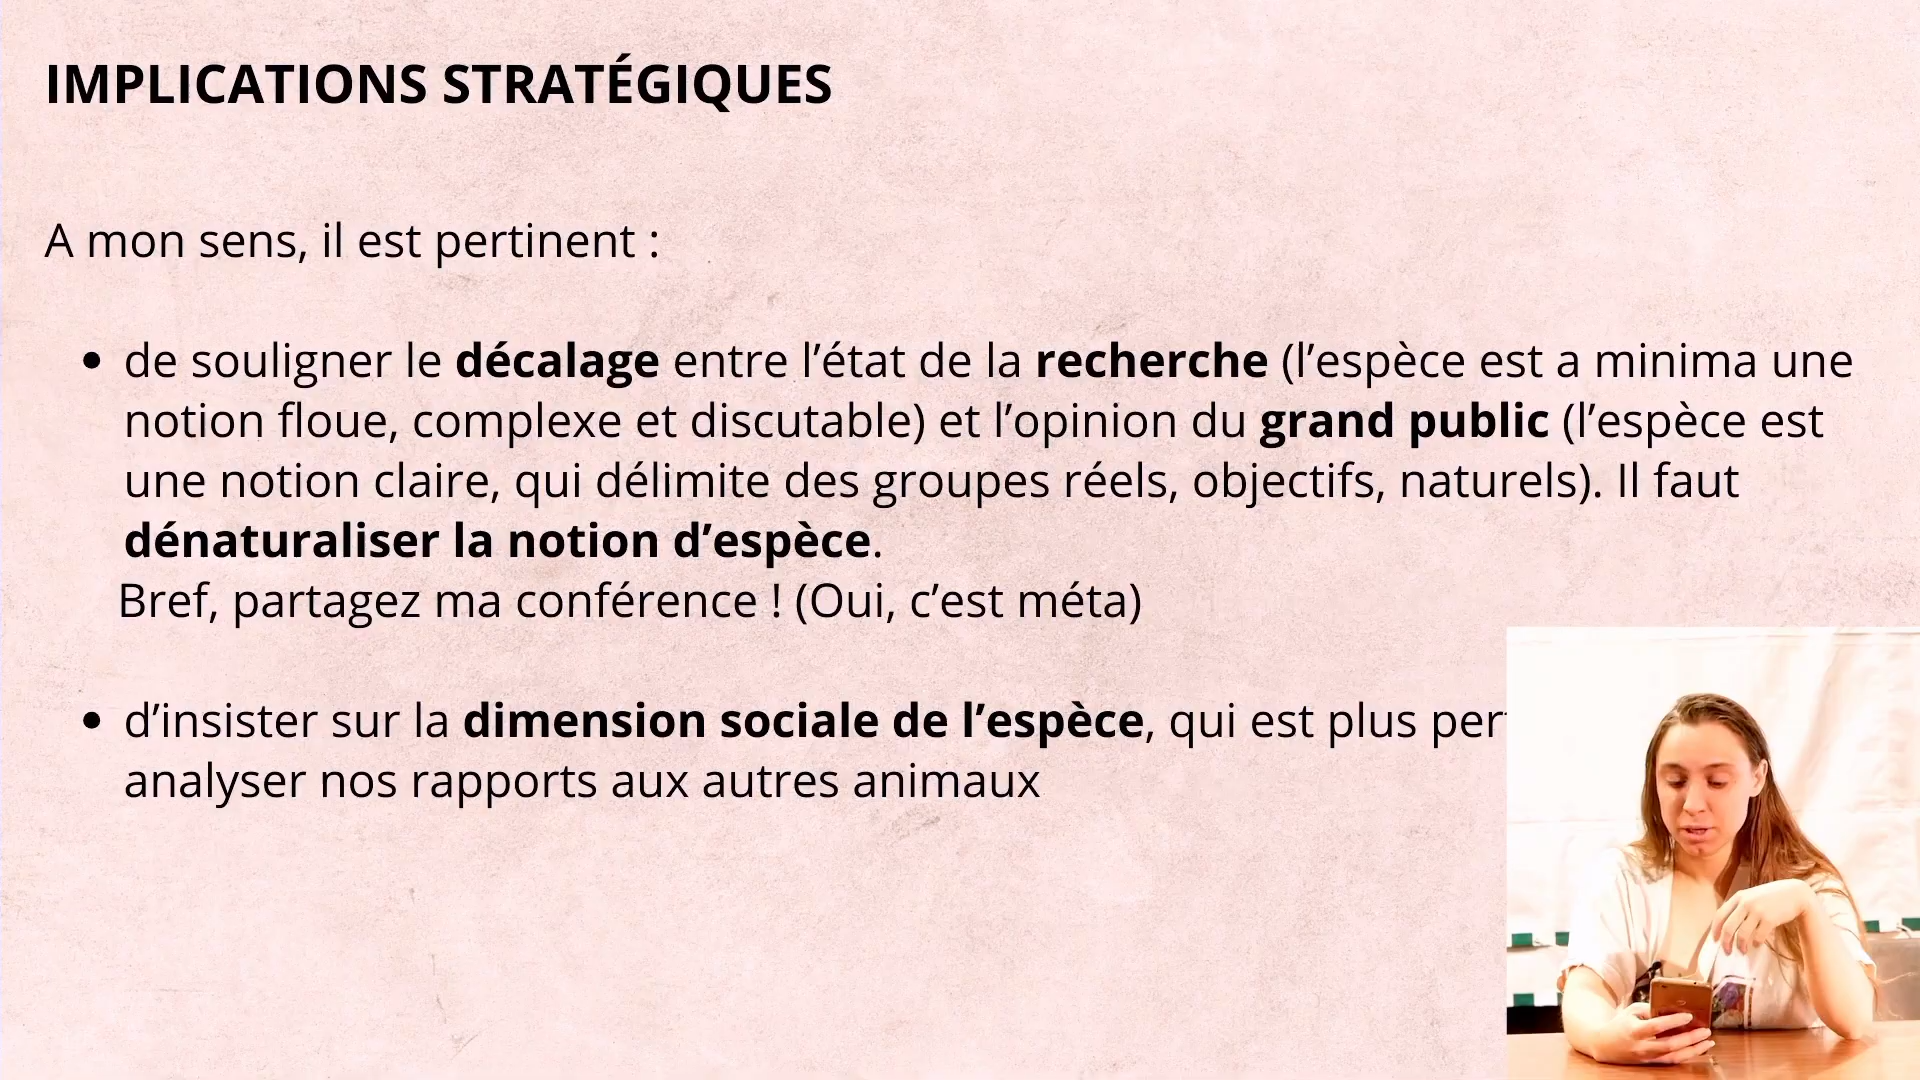 IMPLICATIONS STRATÉGIQUES
A mon sens, il est pertinent :
• de souligner le décalage entre l’état de la recherche (l’espèce est a minima une
notion floue, complexe et discutable) et l’opinion du grand public (l’espèce est
une notion claire, qui délimite des groupes réels, objectifs, naturels). Il faut
dénaturaliser la notion d’espèce.
Bref, partagez ma conférence ! (Oui, c’est méta)
• d’insister sur la dimension sociale de l’espèce, qui est plus
analyser nos rapports aux autres animaux